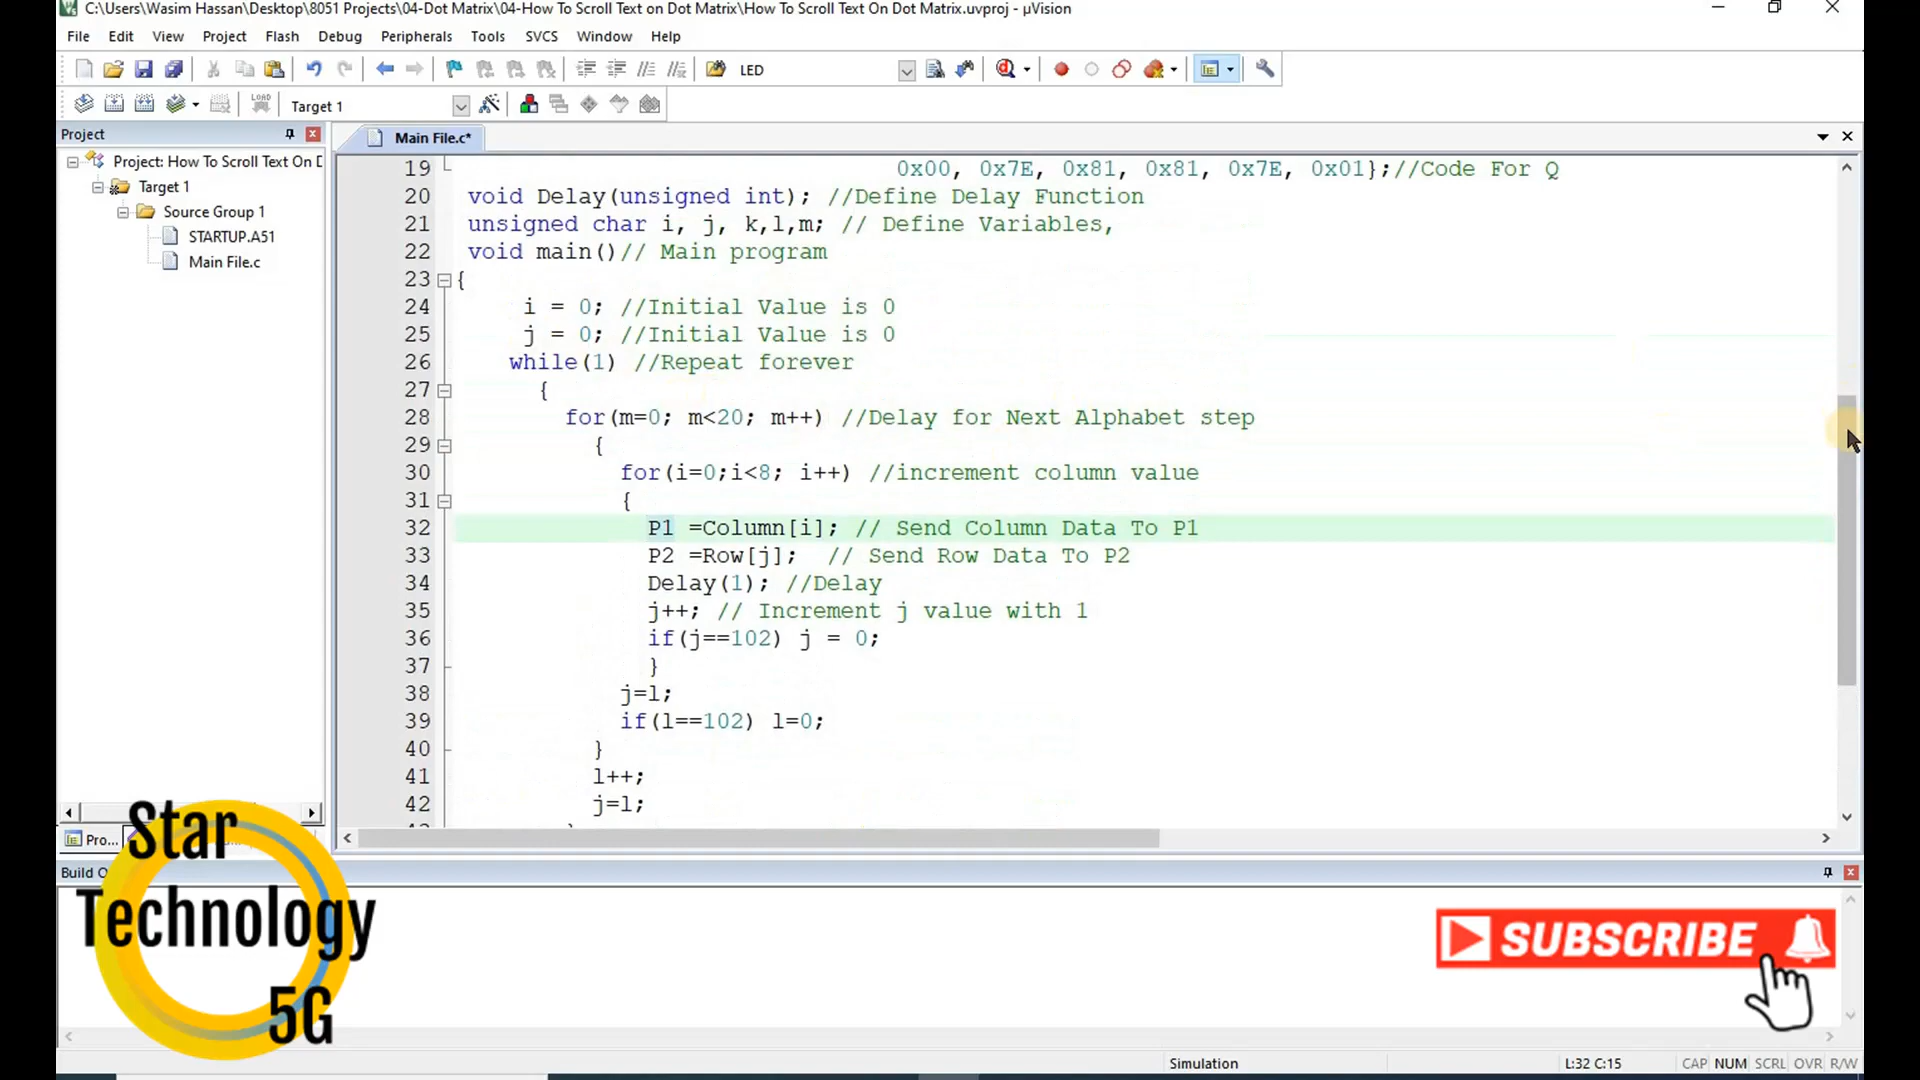 C:\Users\Wasim Hassan\Desktop\8051 Projects\04-Dot Matrix\04-How To Scroll Text on Dot Matrix\How To Scroll Text On Dot Matrix.uvproj - µVision
File Edit View Project Flash Debug Peripherals Tools SVCS Window Help
LED
LOAD
Target 1
Project
Main File.c*
Project: How To Scroll Text On D
Target 1
Source Group 1
STARTUP.A51
Main File.c
19 0x00, 0x7E, 0x81, 0x81, 0x7E, 0x01};//Code For Q
20 void Delay(unsigned int); //Define Delay Function
21 unsigned char i, j, k,l,m; // Define Variables,
22 void main()// Main program
23 {
24 i = 0; //Initial Value is 0
25 j = 0; //Initial Value is 0
26 while(1) //Repeat forever
27 {
28 for(m=0; m<20; m++) //Delay for Next Alphabet step
29 {
30 for(i=0;i<8; i++) //increment column value
31 {
32 P1 =Column[i]; // Send Column Data To P1
33 P2 =Row[j]; // Send Row Data To P2
34 Delay(1); //Delay
35 j++; // Increment j value with 1
36 if(j==102) j = 0;
37 }
38 j=l;
39 if(l==102) l=0;
40 }
41 l++;
42 j=l;
Pro...
Build O
Star
Technology
5G
SUBSCRIBE
Simulation L:32 C:15 CAP NUM SCRL OVR R/W